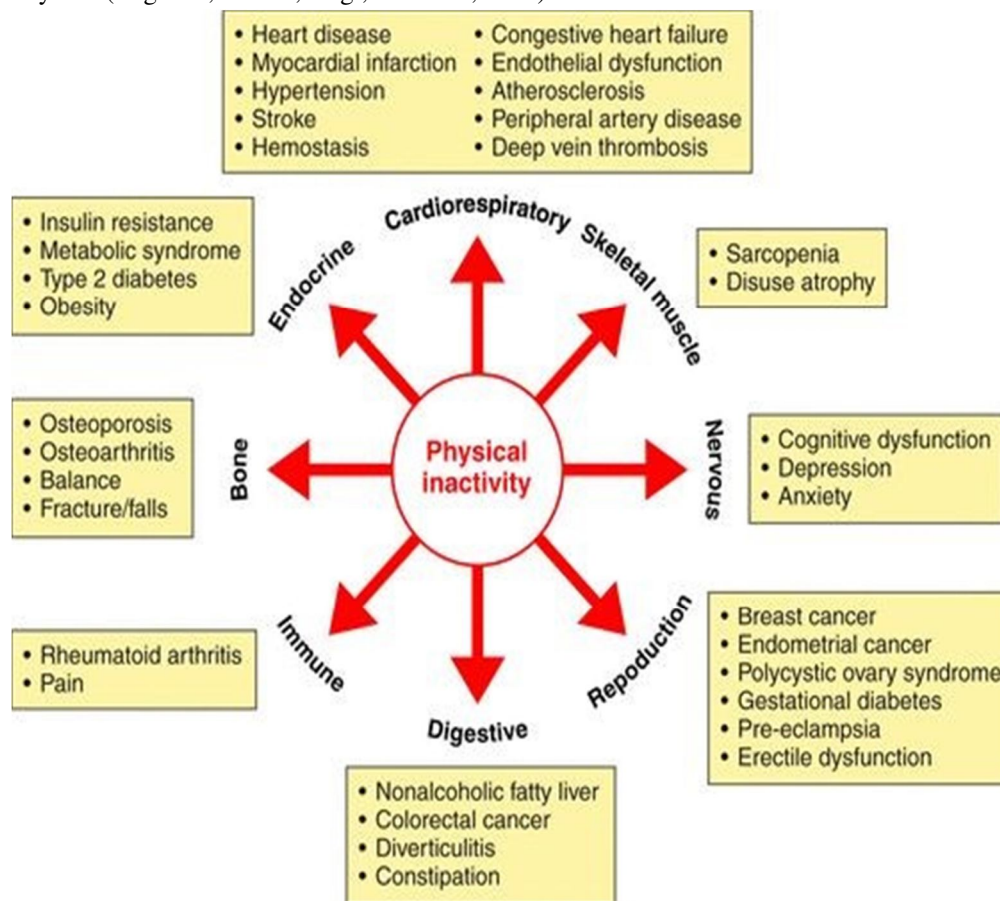 • Heart disease
• Myocardial infarction
• Hypertension
• Stroke
• Hemostasis
• Congestive heart failure
• Endothelial dysfunction
• Atherosclerosis
• Peripheral artery disease
• Deep vein thrombosis
Cardiorespiratory
Skeletal muscle
• Sarcopenia
• Disuse atrophy
Endocrine
• Insulin resistance
• Metabolic syndrome
• Type 2 diabetes
• Obesity
Physical
inactivity
Bone
• Osteoporosis
• Osteoarthritis
• Balance
• Fracture/falls
Nervous
• Cognitive dysfunction
• Depression
• Anxiety
Immune
• Rheumatoid arthritis
• Pain
Repoduction
• Breast cancer
• Endometrial cancer
• Polycystic ovary syndrome
• Gestational diabetes
• Pre-eclampsia
• Erectile dysfunction
Digestive
• Nonalcoholic fatty liver
• Colorectal cancer
• Diverticulitis
• Constipation